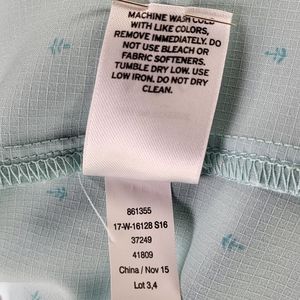 MACHINE WASH COLD
WITH LIKE COLORS,
REMOVE IMMEDIATELY. DO
NOT USE BLEACH OR
FABRIC SOFTENERS.
TUMBLE DRY LOW. USE
LOW IRON. DO NOT DRY
CLEAN.
861355
17-W-16128 S16
37249
41809
China / Nov 15
Lot 3,4